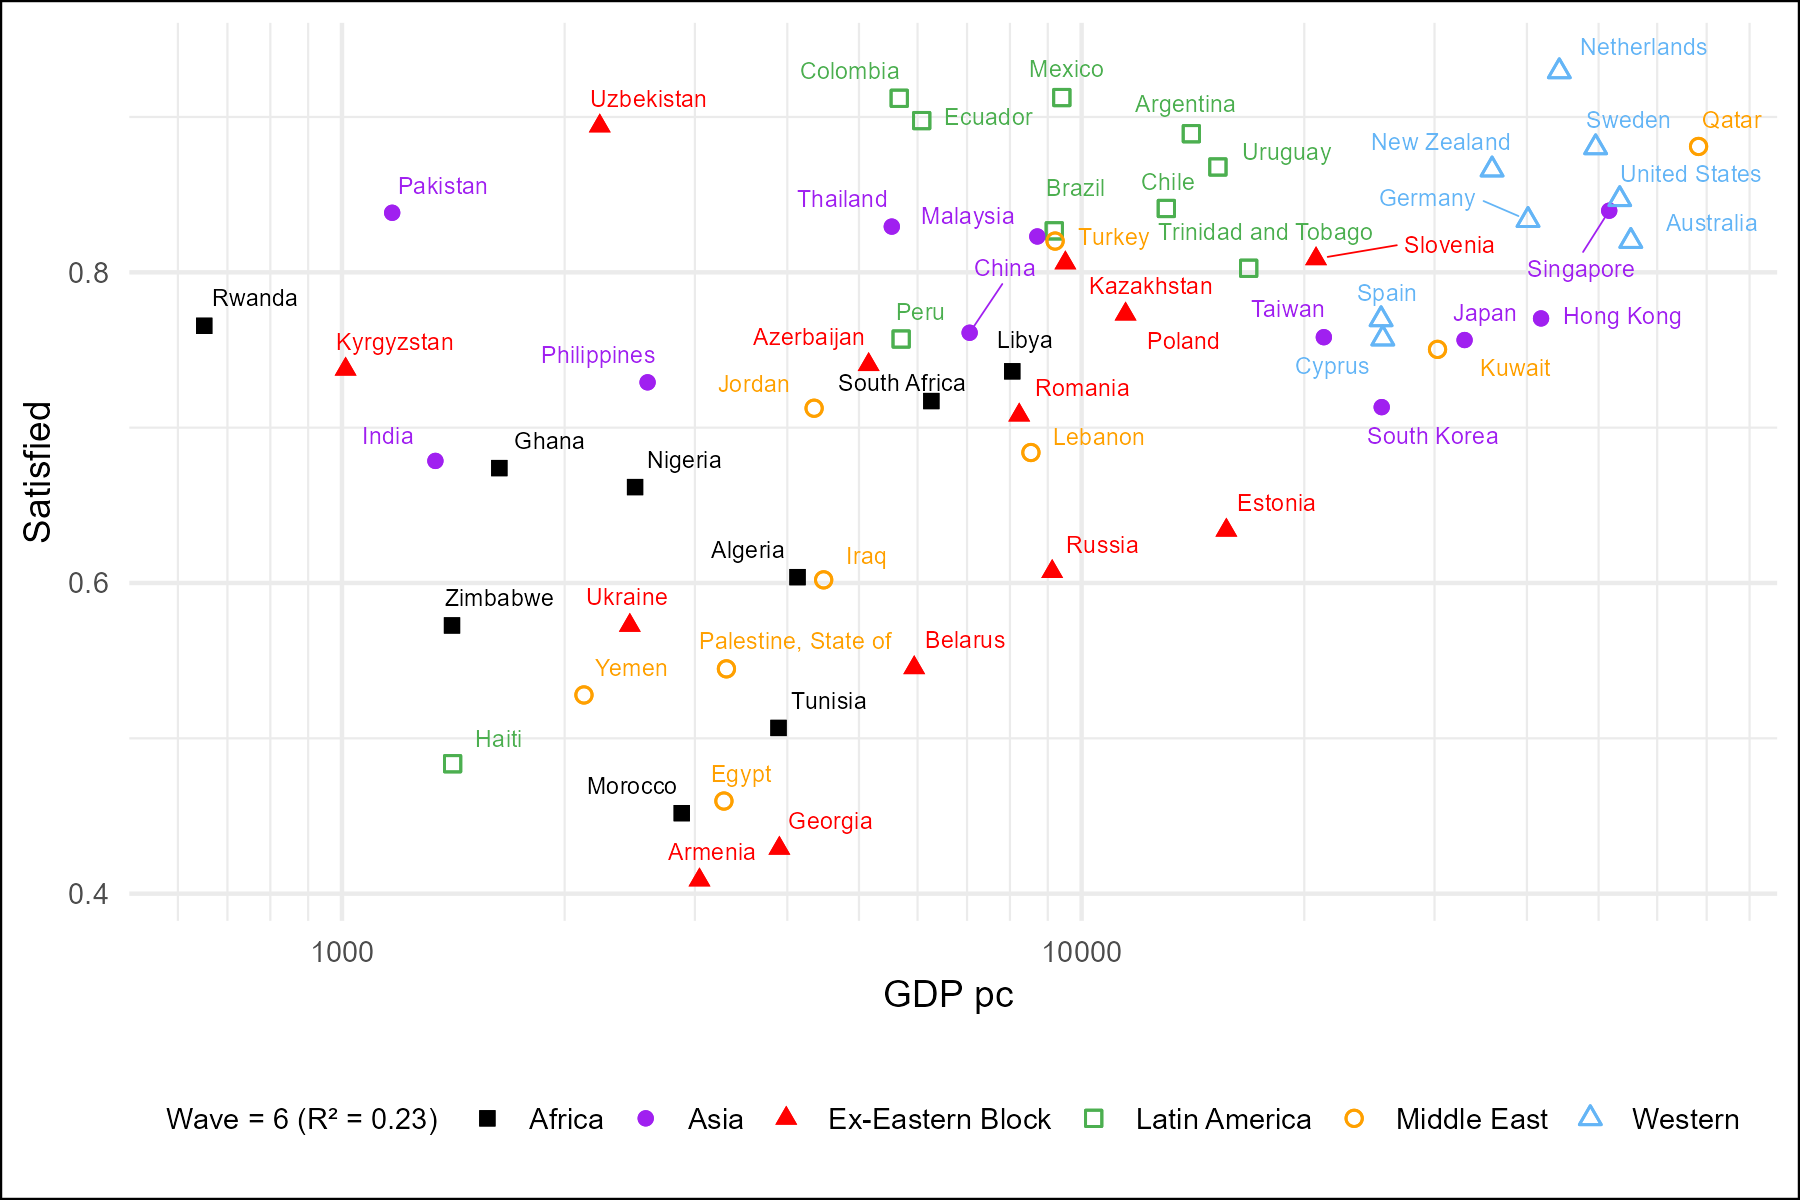 Netherlands
Colombia
Mexico
Uzbekistan
Argentina
Ecuador
Sweden
Qatar
New Zealand
Uruguay
United States
Pakistan
Brazil
Chile
Thailand
Germany
Malaysia
Australia
Turkey
Trinidad and Tobago
Slovenia
China
Singapore
0.8
Kazakhstan
Rwanda
Spain
Peru
Taiwan
Japan
Hong Kong
Kyrgyzstan
Azerbaijan
Libya
Poland
Philippines
Cyprus
Kuwait
Jordan
South Africa
Romania
India
Ghana
Lebanon
South Korea
Nigeria
Satisfied
Estonia
Algeria
Iraq
Russia
0.6
Zimbabwe
Ukraine
Palestine, State of
Belarus
Yemen
Tunisia
Haiti
Egypt
Morocco
Georgia
Armenia
0.4
1000
10000
GDP pc
Wave = 6 (R² = 0.23)
Africa
Asia
Ex-Eastern Block
Latin America
Middle East
Western